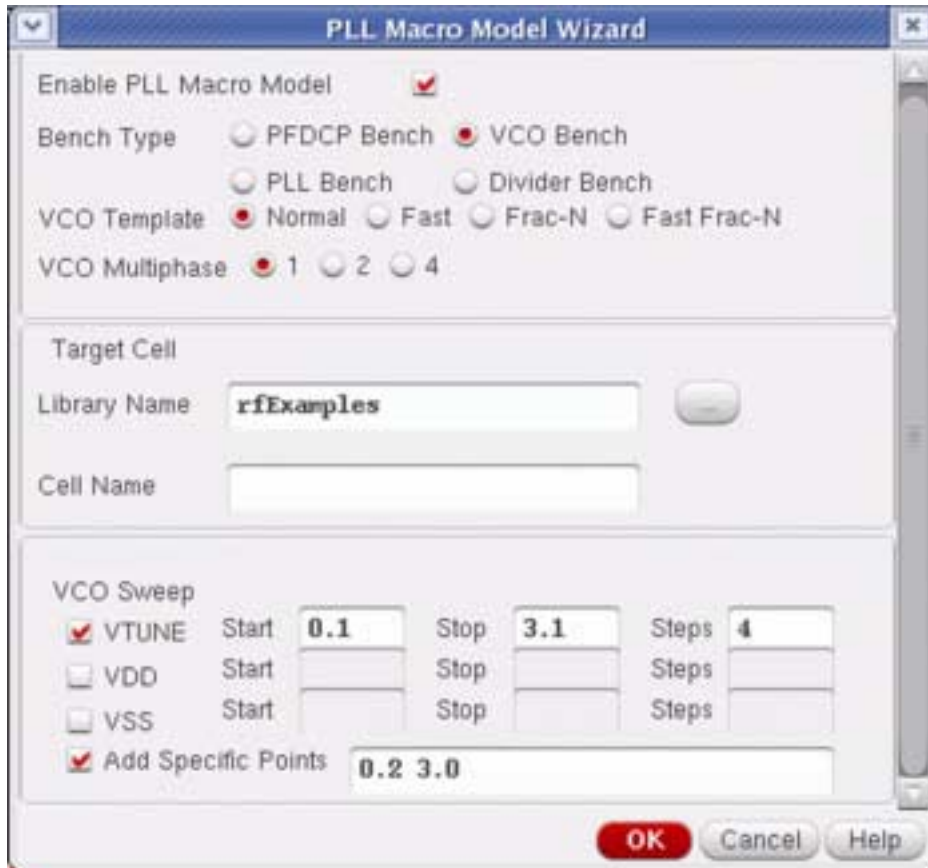 PLL Macro Model Wizard
Enable PLL Macro Model
Bench Type PFDCP Bench VCO Bench
PLL Bench Divider Bench
VCO Template Normal Fast Frac-N Fast Frac-N
VCO Multiphase 1 2 4
Target Cell
Library Name rfExamples ...
Cell Name
VCO Sweep
VTUNE Start 0.1 Stop 3.1 Steps 4
VDD Start Stop Steps
VSS Start Stop Steps
Add Specific Points 0.2 3.0
OK Cancel Help